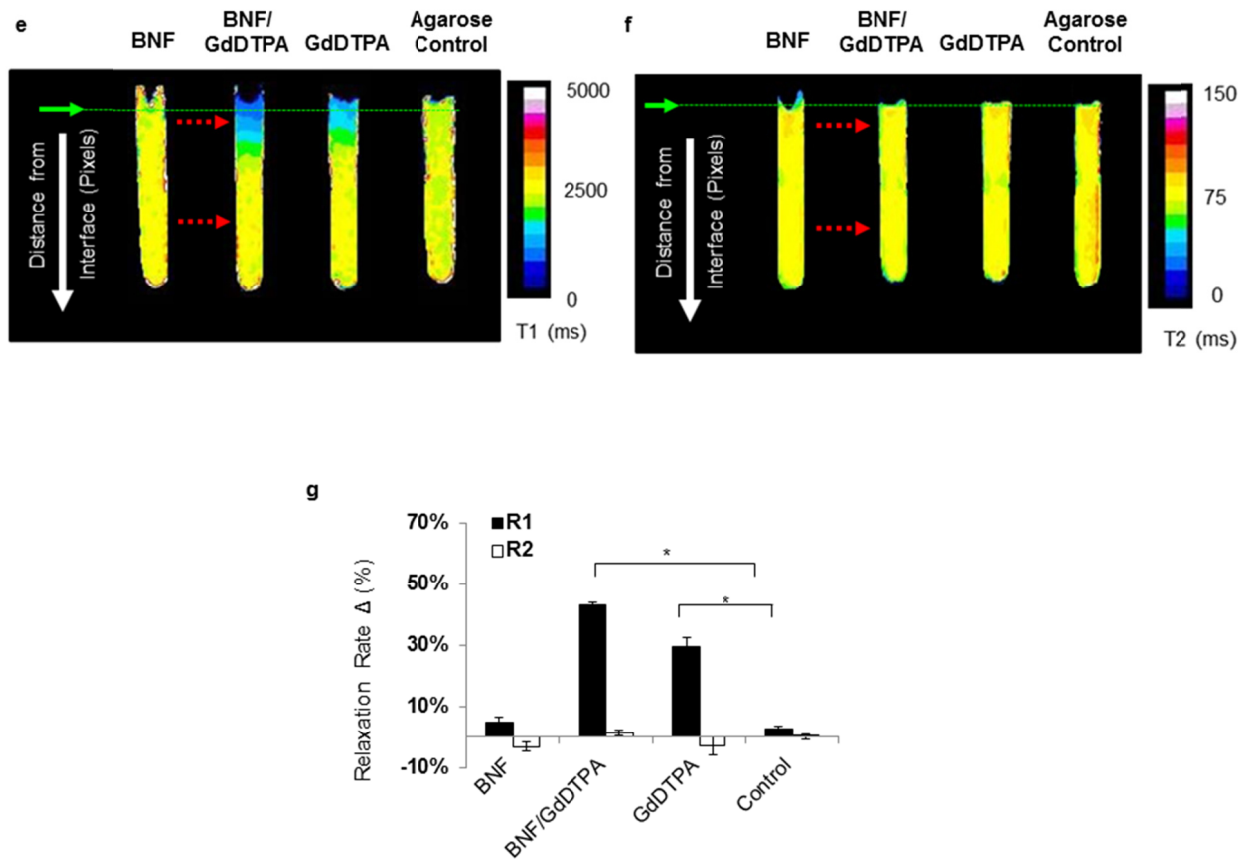 e
BNF
BNF/
GdDTPA
GdDTPA
Agarose
Control
Distance from
Interface (Pixels)
5000
2500
0
T1 (ms)
f
BNF
BNF/
GdDTPA
GdDTPA
Agarose
Control
Distance from
Interface (Pixels)
150
75
0
T2 (ms)
g
Relaxation Rate Δ (%)
70%
50%
30%
10%
-10%
R1
R2
*
*
BNF
BNF/GdDTPA
GdDTPA
Control